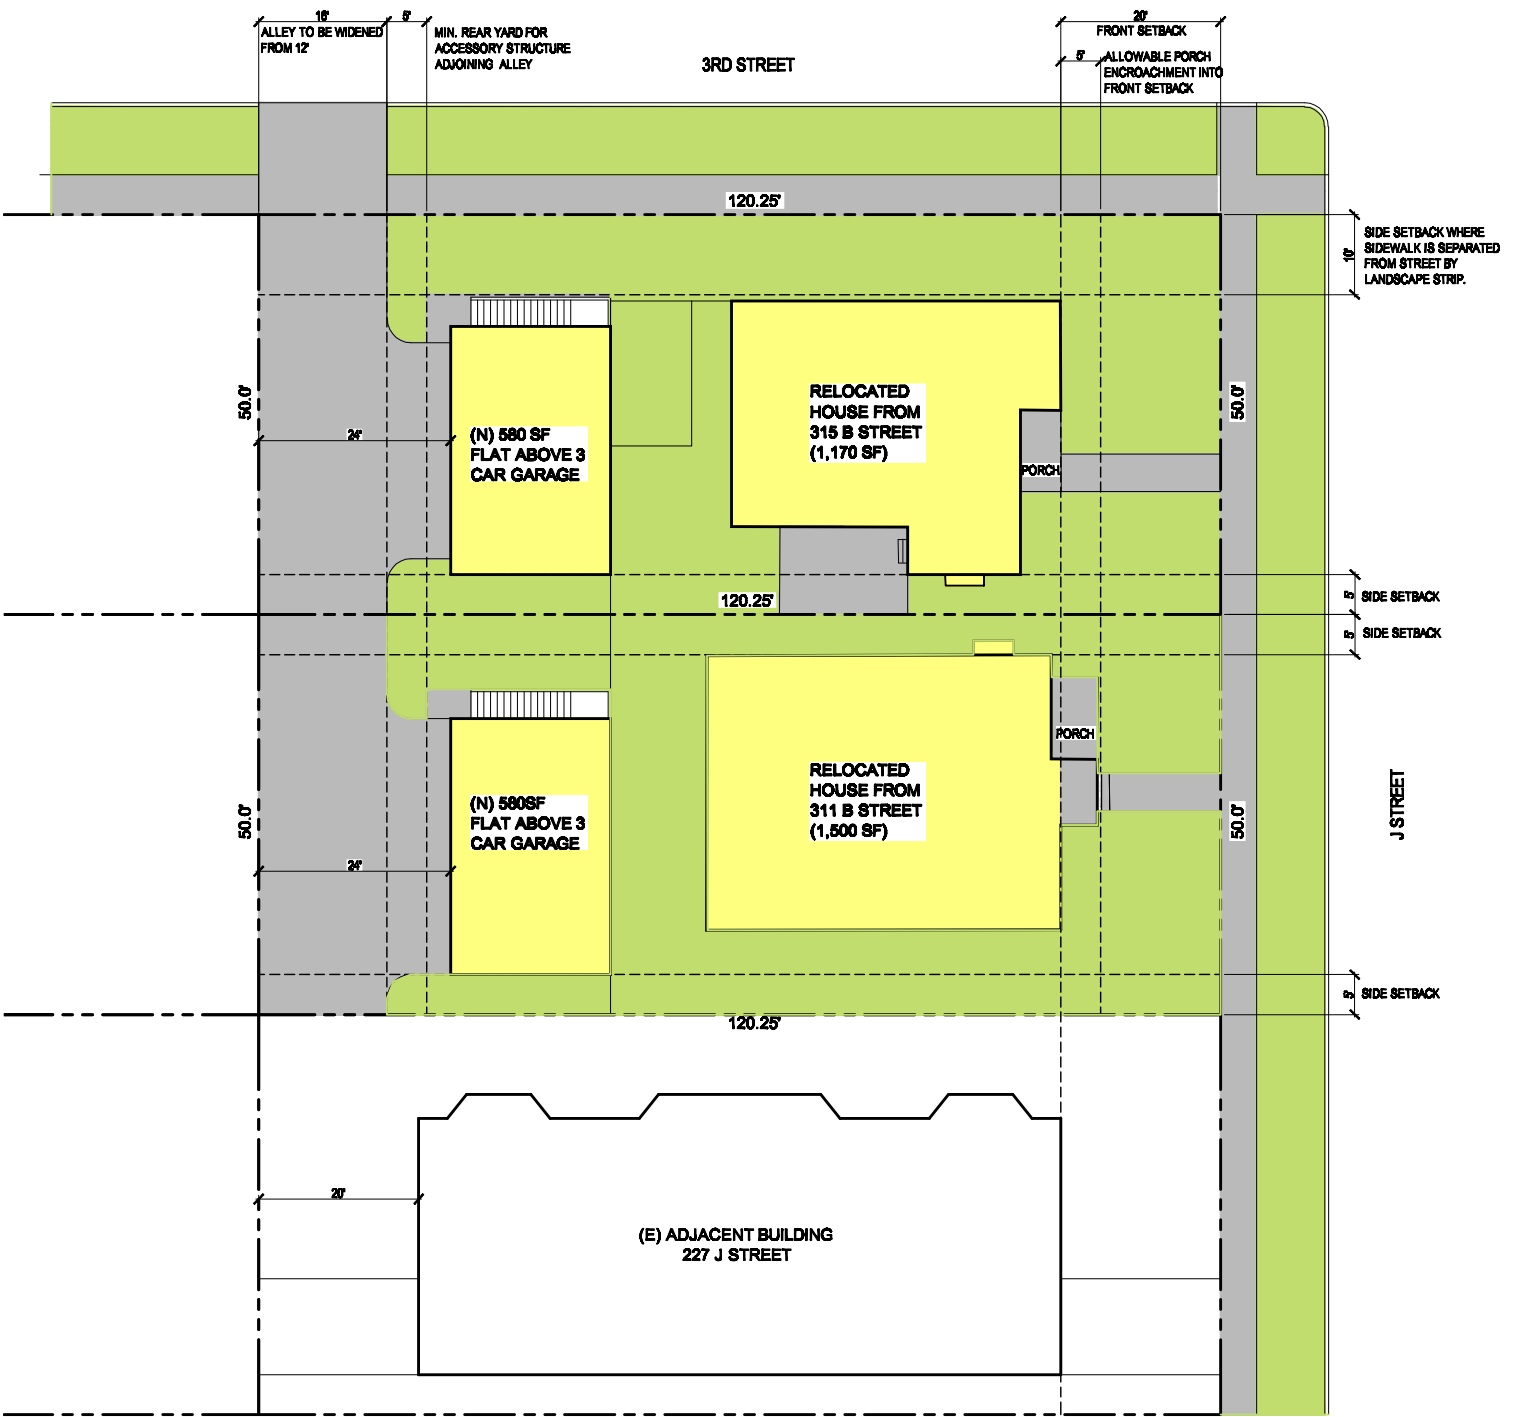 16'
5'
20'
ALLEY TO BE WIDENED
FROM 12'
MIN. REAR YARD FOR
ACCESSORY STRUCTURE
ADJOINING ALLEY
3RD STREET
FRONT SETBACK
5'
ALLOWABLE PORCH
ENCROACHMENT INTO
FRONT SETBACK
120.25'
10'
SIDE SETBACK WHERE
SIDEWALK IS SEPARATED
FROM STREET BY
LANDSCAPE STRIP.
50.0'
24'
(N) 580 SF
FLAT ABOVE 3
CAR GARAGE
RELOCATED
HOUSE FROM
315 B STREET
(1,170 SF)
PORCH
50.0'
120.25'
5'
SIDE SETBACK
5'
SIDE SETBACK
50.0'
24'
(N) 580SF
FLAT ABOVE 3
CAR GARAGE
RELOCATED
HOUSE FROM
311 B STREET
(1,500 SF)
PORCH
50.0'
J STREET
5'
SIDE SETBACK
120.25'
20'
(E) ADJACENT BUILDING
227 J STREET